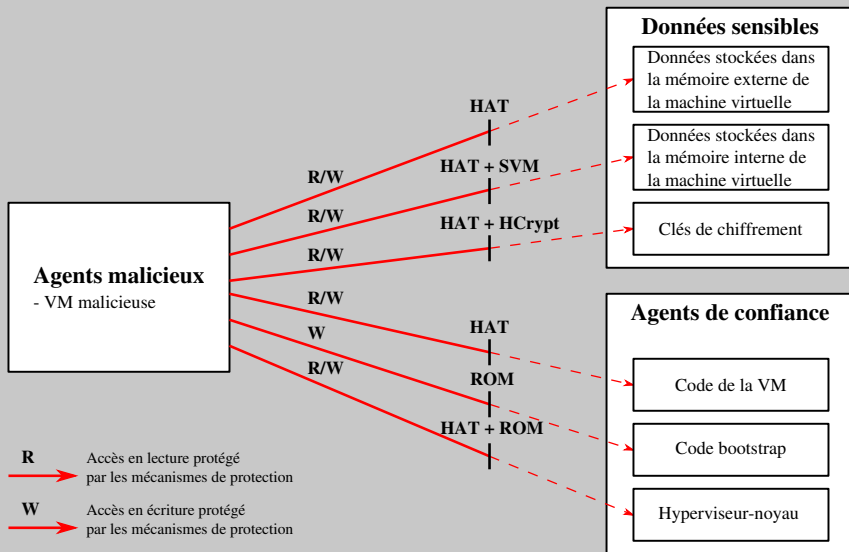 Données sensibles
Données stockées dans
la mémoire externe de
la machine virtuelle
Données stockées dans
la mémoire interne de
la machine virtuelle
Clés de chiffrement
HAT
R/W
HAT + SVM
R/W
HAT + HCrypt
R/W
Agents malicieux
- VM malicieuse
R/W
HAT
W
ROM
R/W
HAT + ROM
Agents de confiance
Code de la VM
Code bootstrap
Hyperviseur-noyau
R
Accès en lecture protégé
par les mécanismes de protection
W
Accès en écriture protégé
par les mécanismes de protection